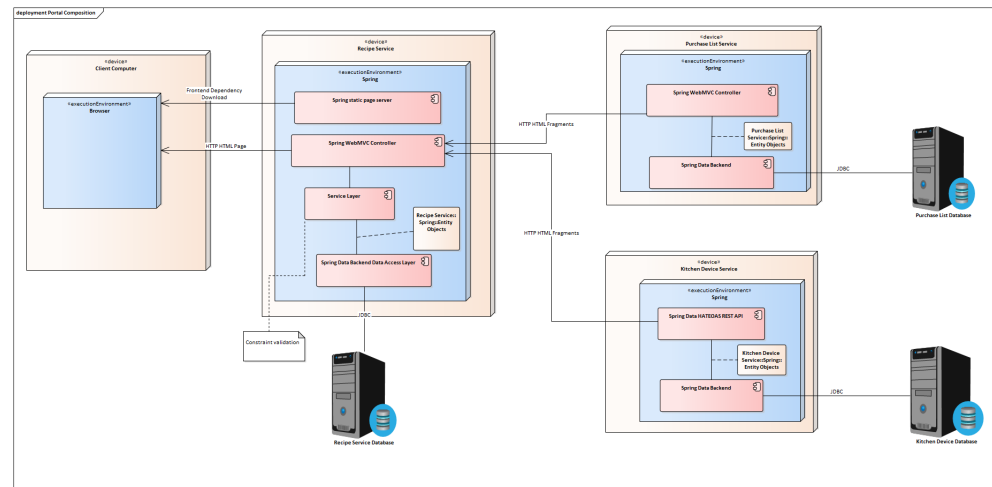 deployment Portal Composition
«device»
Client Computer
«executionEnvironment»
Browser
Frontend Dependency
Download
HTTP HTML Page
«device»
Recipe Service
«executionEnvironment»
Spring
Spring static page server
Spring WebMVC Controller
Service Layer
Recipe Service::
Spring::Entity
Objects
Spring Data Backend Data Access Layer
JDBC
Constraint validation
Recipe Service Database
HTTP HTML Fragments
HTTP HTML Fragments
«device»
Purchase List Service
«executionEnvironment»
Spring
Spring WebMVC Controller
Purchase List
Service::Spring::
Entity Objects
Spring Data Backend
JDBC
Purchase List Database
«device»
Kitchen Device Service
«executionEnvironment»
Spring
Spring Data HATEOAS REST API
Kitchen Device
Service::Spring::
Entity Objects
Spring Data Backend
JDBC
Kitchen Device Database